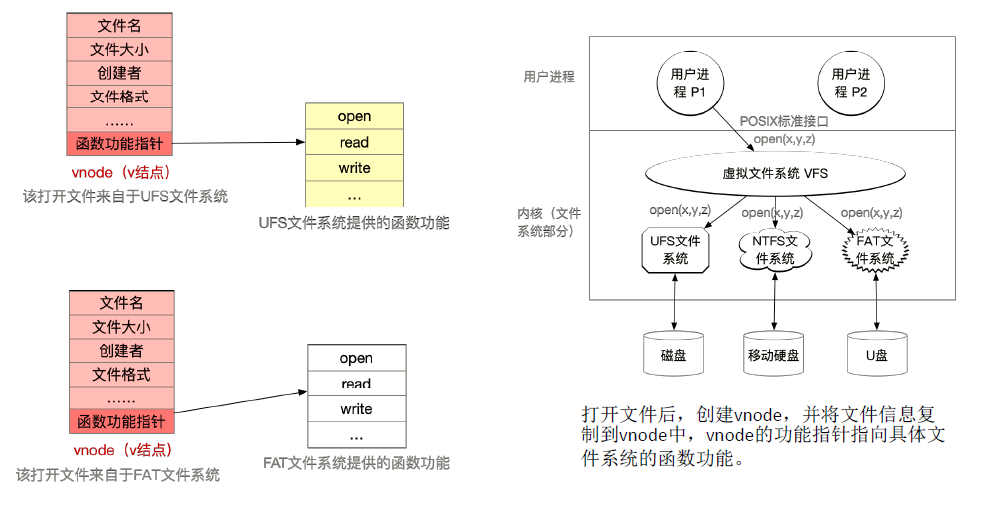 文件名
文件大小
创建者
文件格式
……
函数功能指针
vnode（v结点）
该打开文件来自于UFS文件系统
open
read
write
...
UFS文件系统提供的函数功能
文件名
文件大小
创建者
文件格式
……
函数功能指针
vnode（v结点）
该打开文件来自于FAT文件系统
open
read
write
...
FAT文件系统提供的函数功能
用户进程
用户进
程 P1
用户进
程 P2
POSIX标准接口
open(x,y,z)
虚拟文件系统 VFS
内核（文件
系统部分）
open(x,y,z)
open(x,y,z)
open(x,y,z)
UFS文件
系统
NTFS文
件系统
FAT文
件系统
磁盘
移动硬盘
U盘
打开文件后，创建vnode，并将文件信息复
制到vnode中，vnode的功能指针指向具体文
件系统的函数功能。